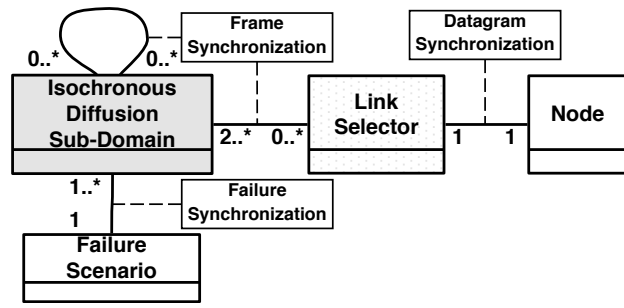 Frame
Synchronization
Datagram
Synchronization
0..*
0..*
Isochronous
Diffusion
Sub-Domain
2..*
0..*
Link
Selector
1
1
Node
1..*
1
Failure
Synchronization
Failure
Scenario